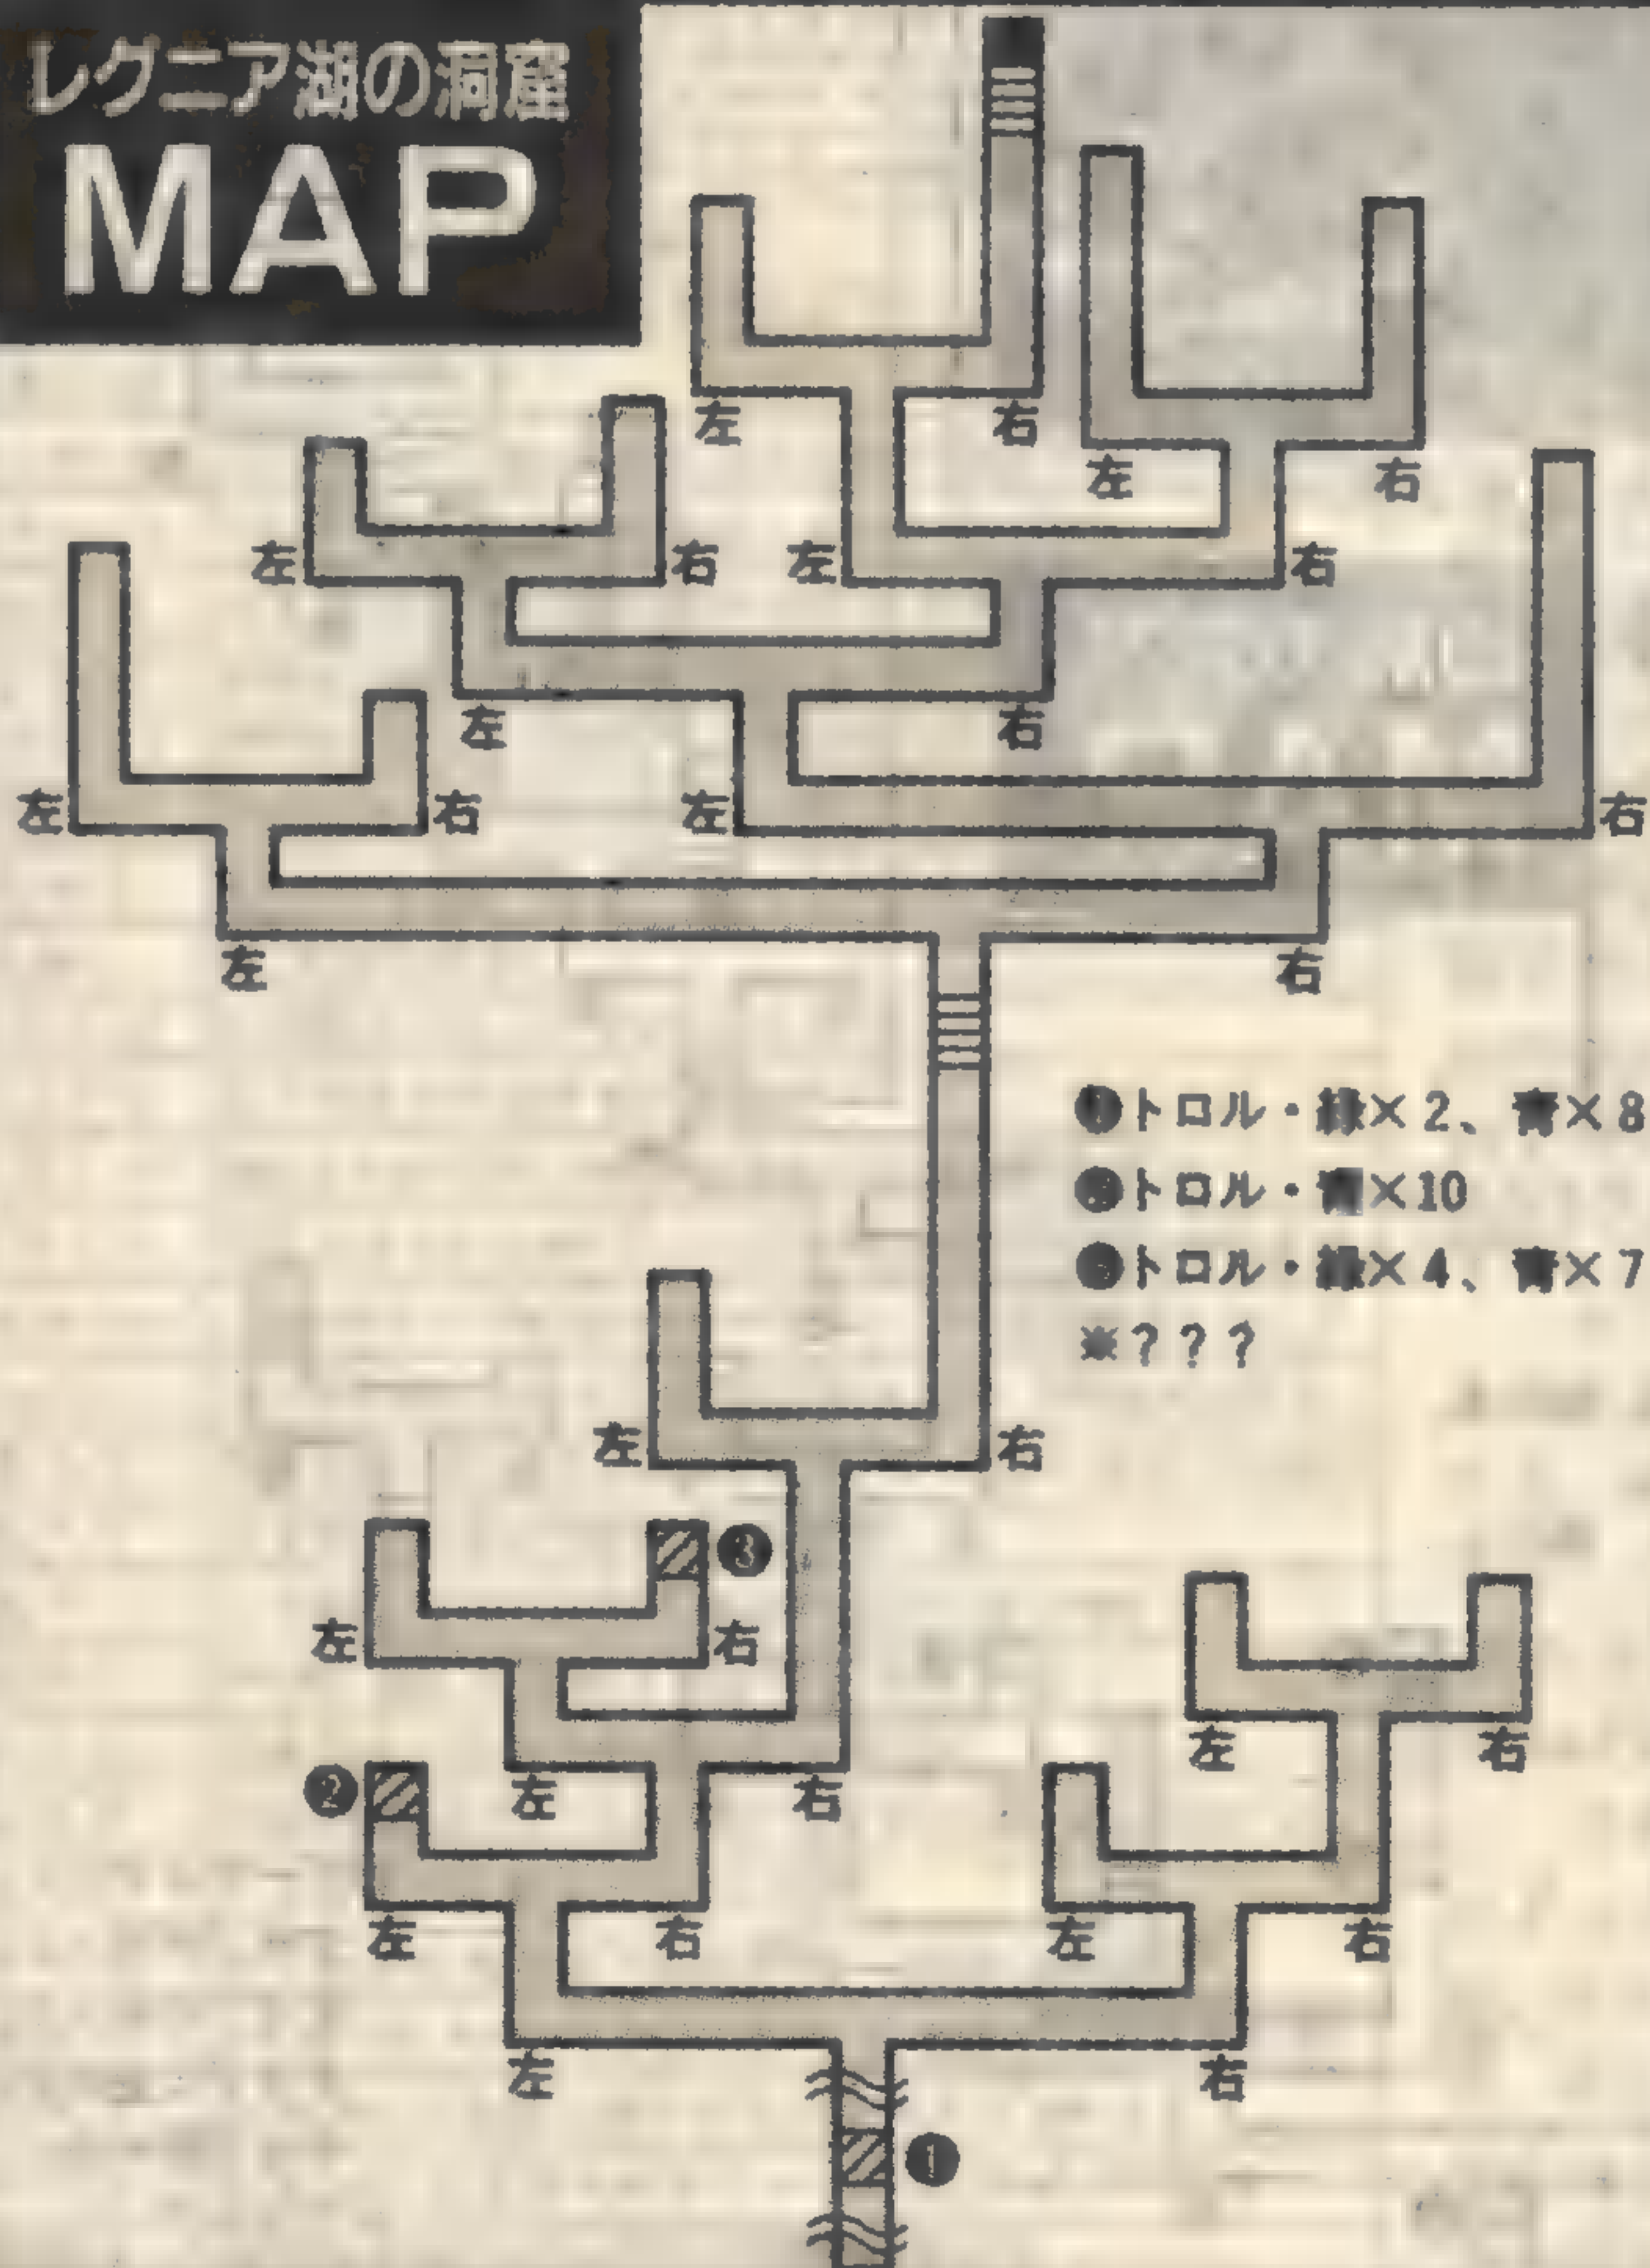 レグニア湖の洞窟
MAP
左 右
左 右
左 右 左 右
左 右
左 右 左 右
左 右
❶トロル・緑×2、青×8
❷トロル・青×10
❸トロル・緑×4、青×7
※???
左 右
❸
左 右
左 右
❷ 左 右
左 右 左 右
左 右
❶